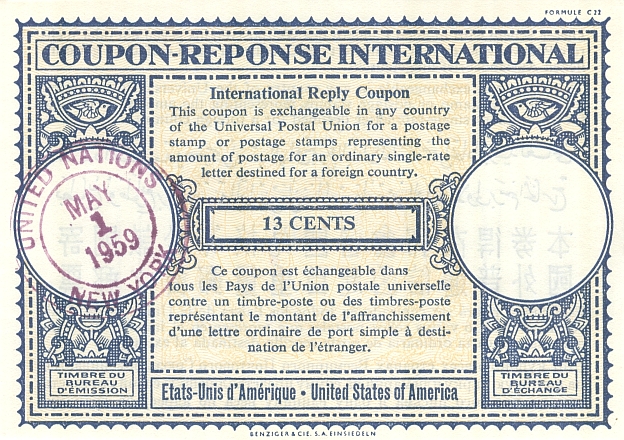 FORMULE C 22
COUPON-REPONSE INTERNATIONAL
International Reply Coupon
This coupon is exchangeable in any country
of the Universal Postal Union for a postage
stamp or postage stamps representing the
amount of postage for an ordinary single-rate
letter destined for a foreign country.
UNITED NATIONS
MAY
1
1959
NEW YORK
13 CENTS
Ce coupon est échangeable dans
tous les Pays de l'Union postale universelle
contre un timbre-poste ou des timbres-poste
représentant le montant de l'affranchissement
d'une lettre ordinaire de port simple à desti-
nation de l'étranger.
TIMBRE DU
BUREAU
D'ÉMISSION
Etats-Unis d'Amérique • United States of America
TIMBRE DU
BUREAU
D'ÉCHANGE
BENZIGER & CIE. S.A. EINSIEDELN